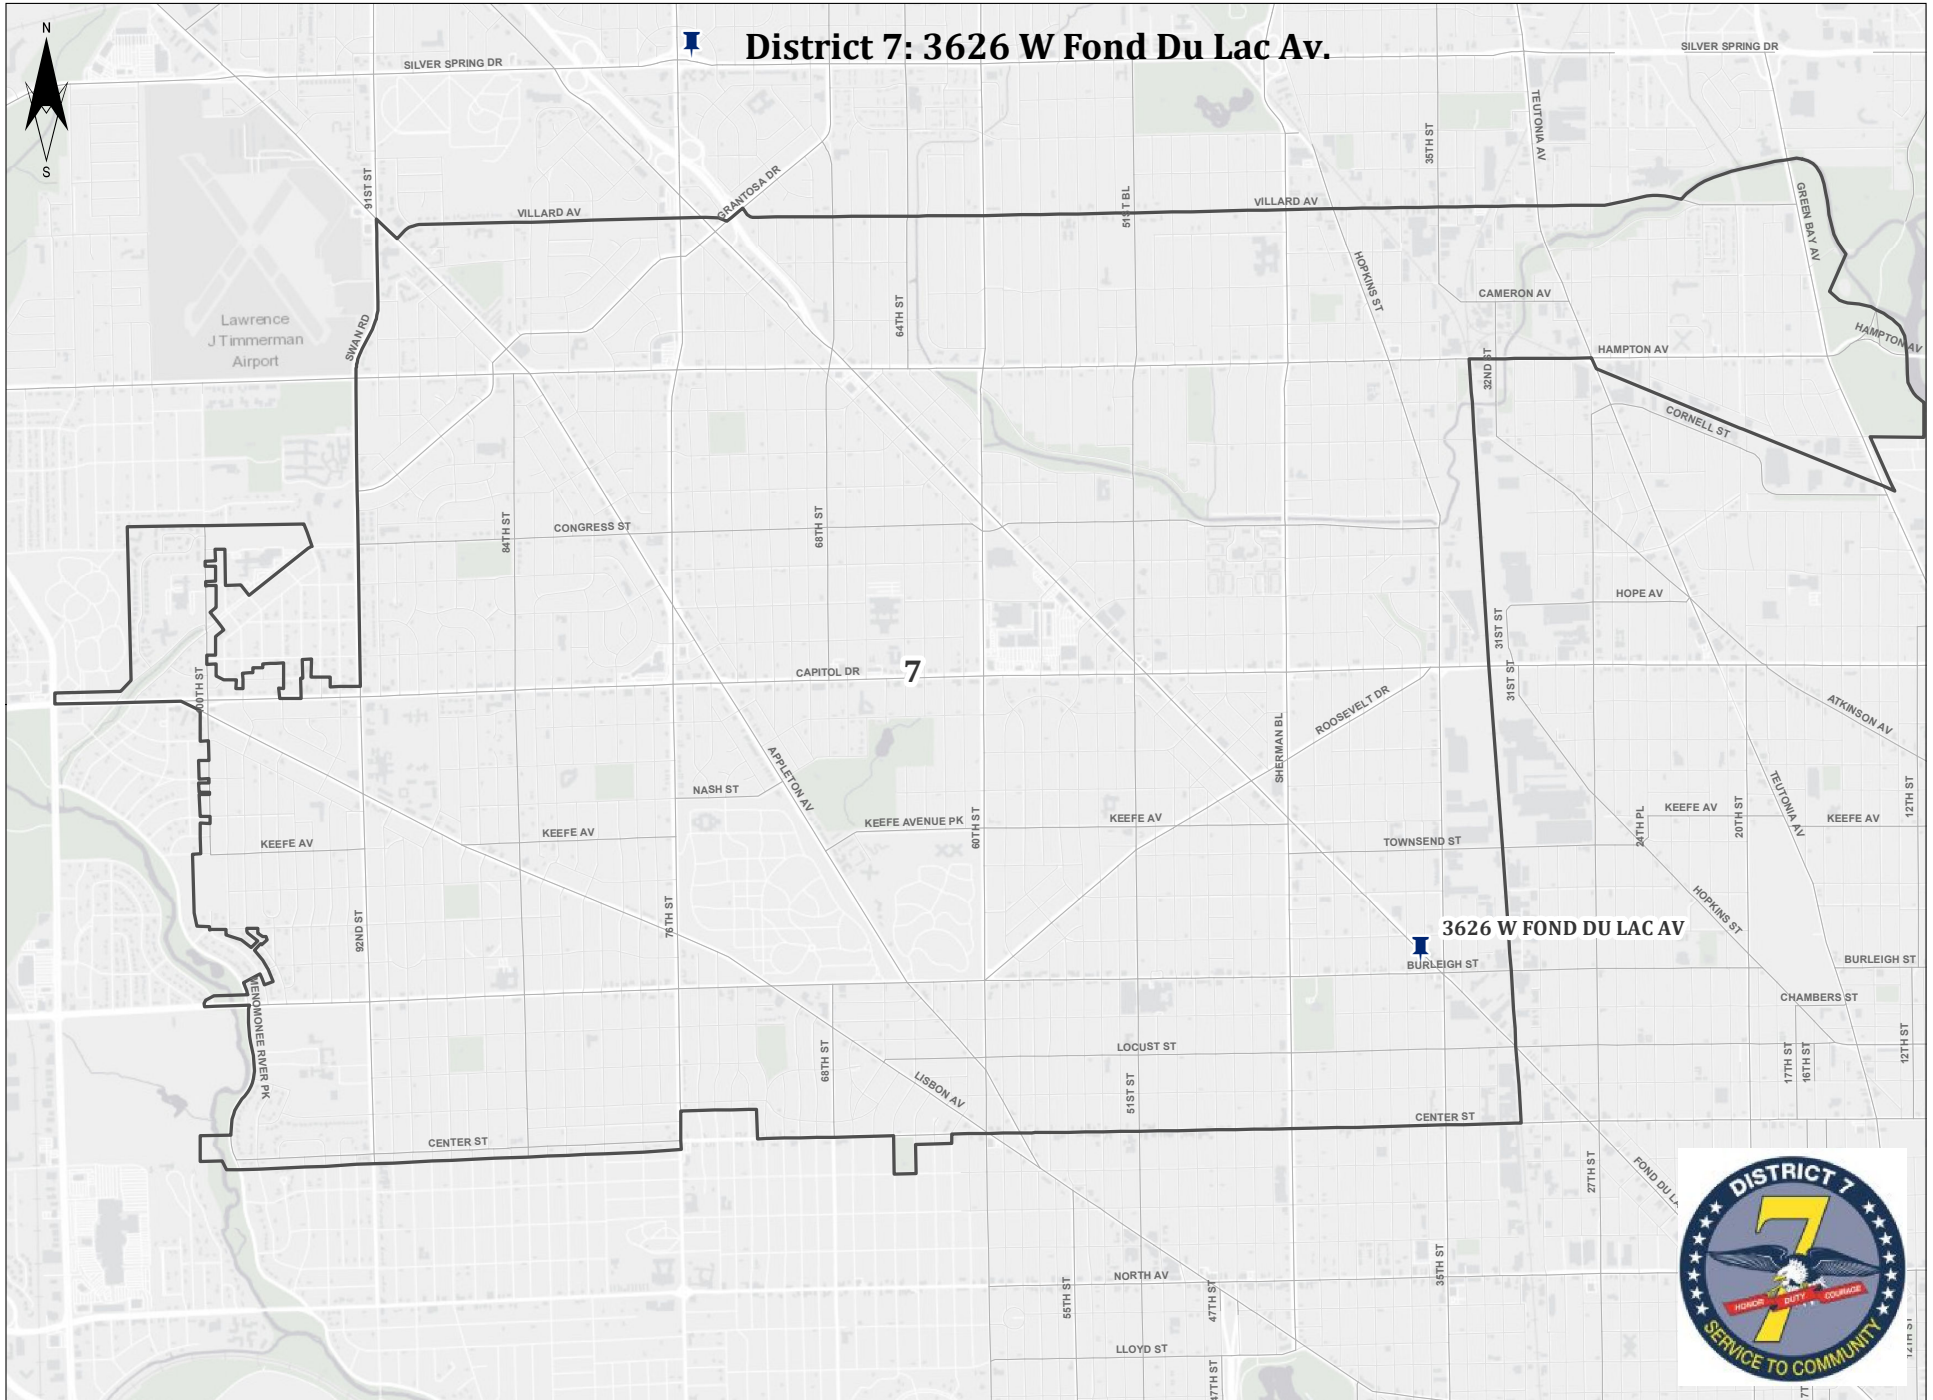 N
S
District 7: 3626 W Fond Du Lac Av.
SILVER SPRING DR
SILVER SPRING DR
TEUTONIA AV
35TH ST
91ST ST
GRANTOSA DR
VILLARD AV
51ST BL
VILLARD AV
GREEN BAY AV
HOPKINS ST
CAMERON AV
64TH ST
Lawrence
J Timmerman
Airport
SWAN RD
HAMPTON AV
HAMPTON AV
32ND ST
CORNELL ST
84TH ST
CONGRESS ST
68TH ST
HOPE AV
31ST ST
31ST ST
CAPITOL DR
7
ROOSEVELT DR
ATKINSON AV
SHERMAN BL
APPLETON AV
NASH ST
TEUTONIA AV
12TH ST
KEEFE AV
KEEFE AV
KEEFE AVENUE PK
60TH ST
KEEFE AV
TOWNSEND ST
24TH PL
KEEFE AV
20TH ST
KEEFE AV
HOPKINS ST
92ND ST
76TH ST
3626 W FOND DU LAC AV
BURLEIGH ST
BURLEIGH ST
CHAMBERS ST
MENOMONEE RIVER PK
LOCUST ST
68TH ST
LISBON AV
51ST ST
17TH ST
16TH ST
12TH ST
CENTER ST
CENTER ST
27TH ST
FOND DU
DISTRICT 7
7
HONOR DUTY COURAGE
SERVICE TO COMMUNITY
35TH ST
NORTH AV
55TH ST
47TH ST
LLOYD ST
47TH ST